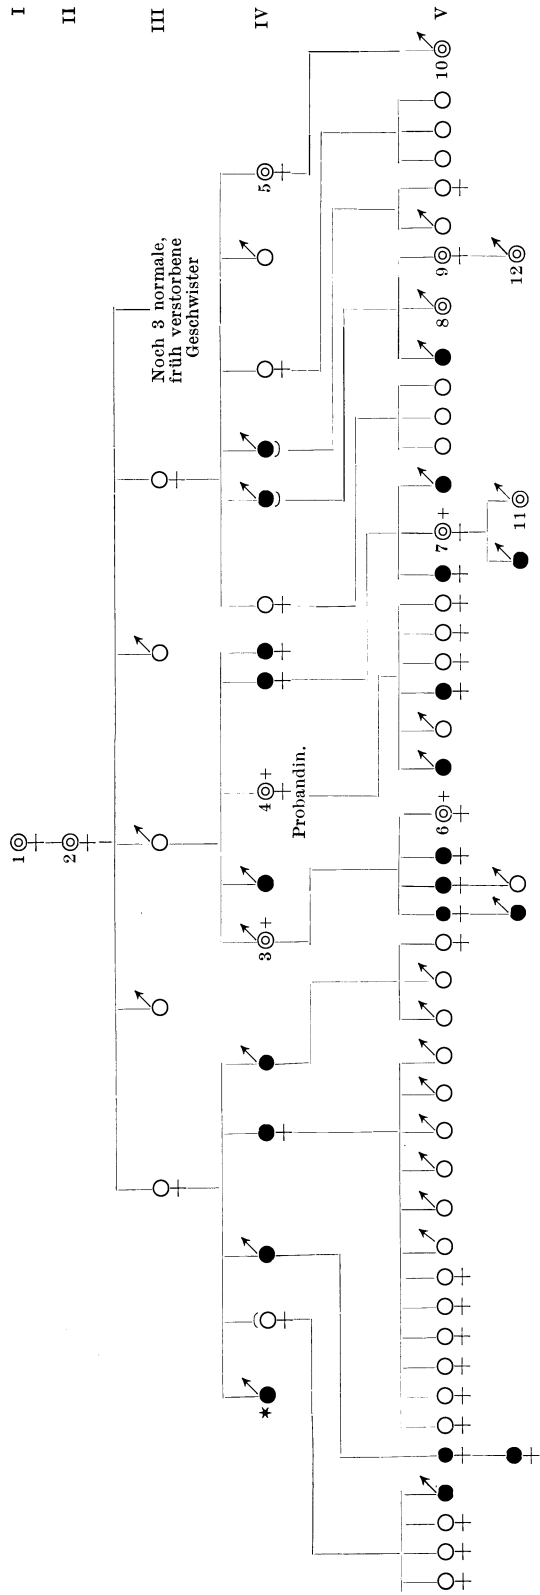 I
II
III
IV
V
1
2
Noch 3 normale,
früh verstorbene
Geschwister
5
4
Probandin.
3
10
9
8
7
6
12
11